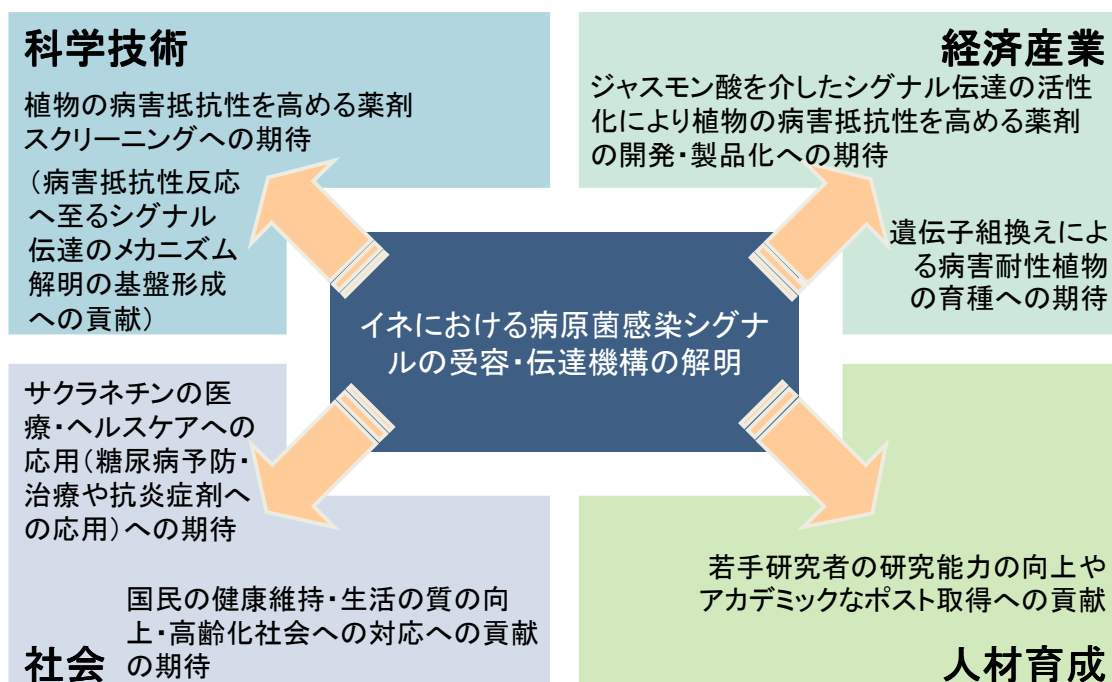 科学技術
植物の病害抵抗性を高める薬剤
スクリーニングへの期待
（病害抵抗性反応
へ至るシグナル
伝達のメカニズム
解明の基盤形成
への貢献）
経済産業
ジャスモン酸を介したシグナル伝達の活性
化により植物の病害抵抗性を高める薬剤
の開発・製品化への期待
遺伝子組換えによ
る病害耐性植物
の育種への期待
イネにおける病原菌感染シグナ
ルの受容・伝達機構の解明
サクラネチンの医
療・ヘルスケアへの
応用（糖尿病予防・
治療や抗炎症剤へ
の応用）への期待
国民の健康維持・生活の質の向
上・高齢化社会への対応への貢献
の期待
社会
若手研究者の研究能力の向上や
アカデミックなポスト取得への貢献
人材育成